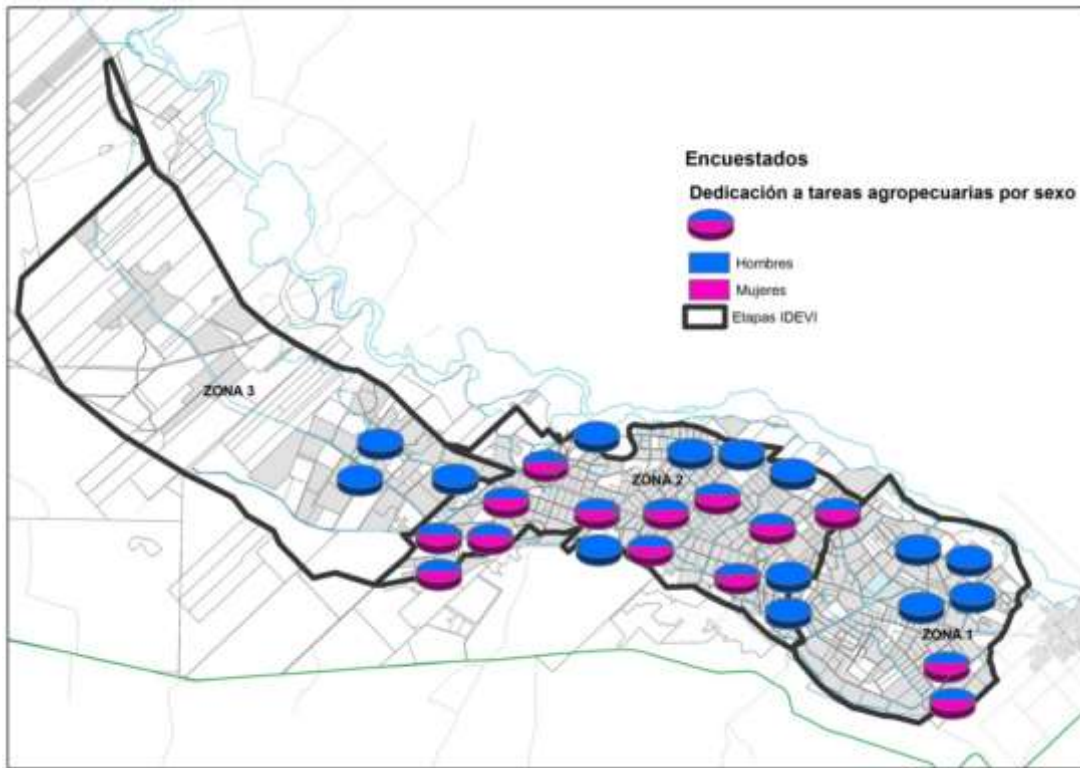 Encuestados
Dedicación a tareas agropecuarias por sexo
Hombres
Mujeres
Etapas IDEVI
ZONA 3
ZONA 2
ZONA 1